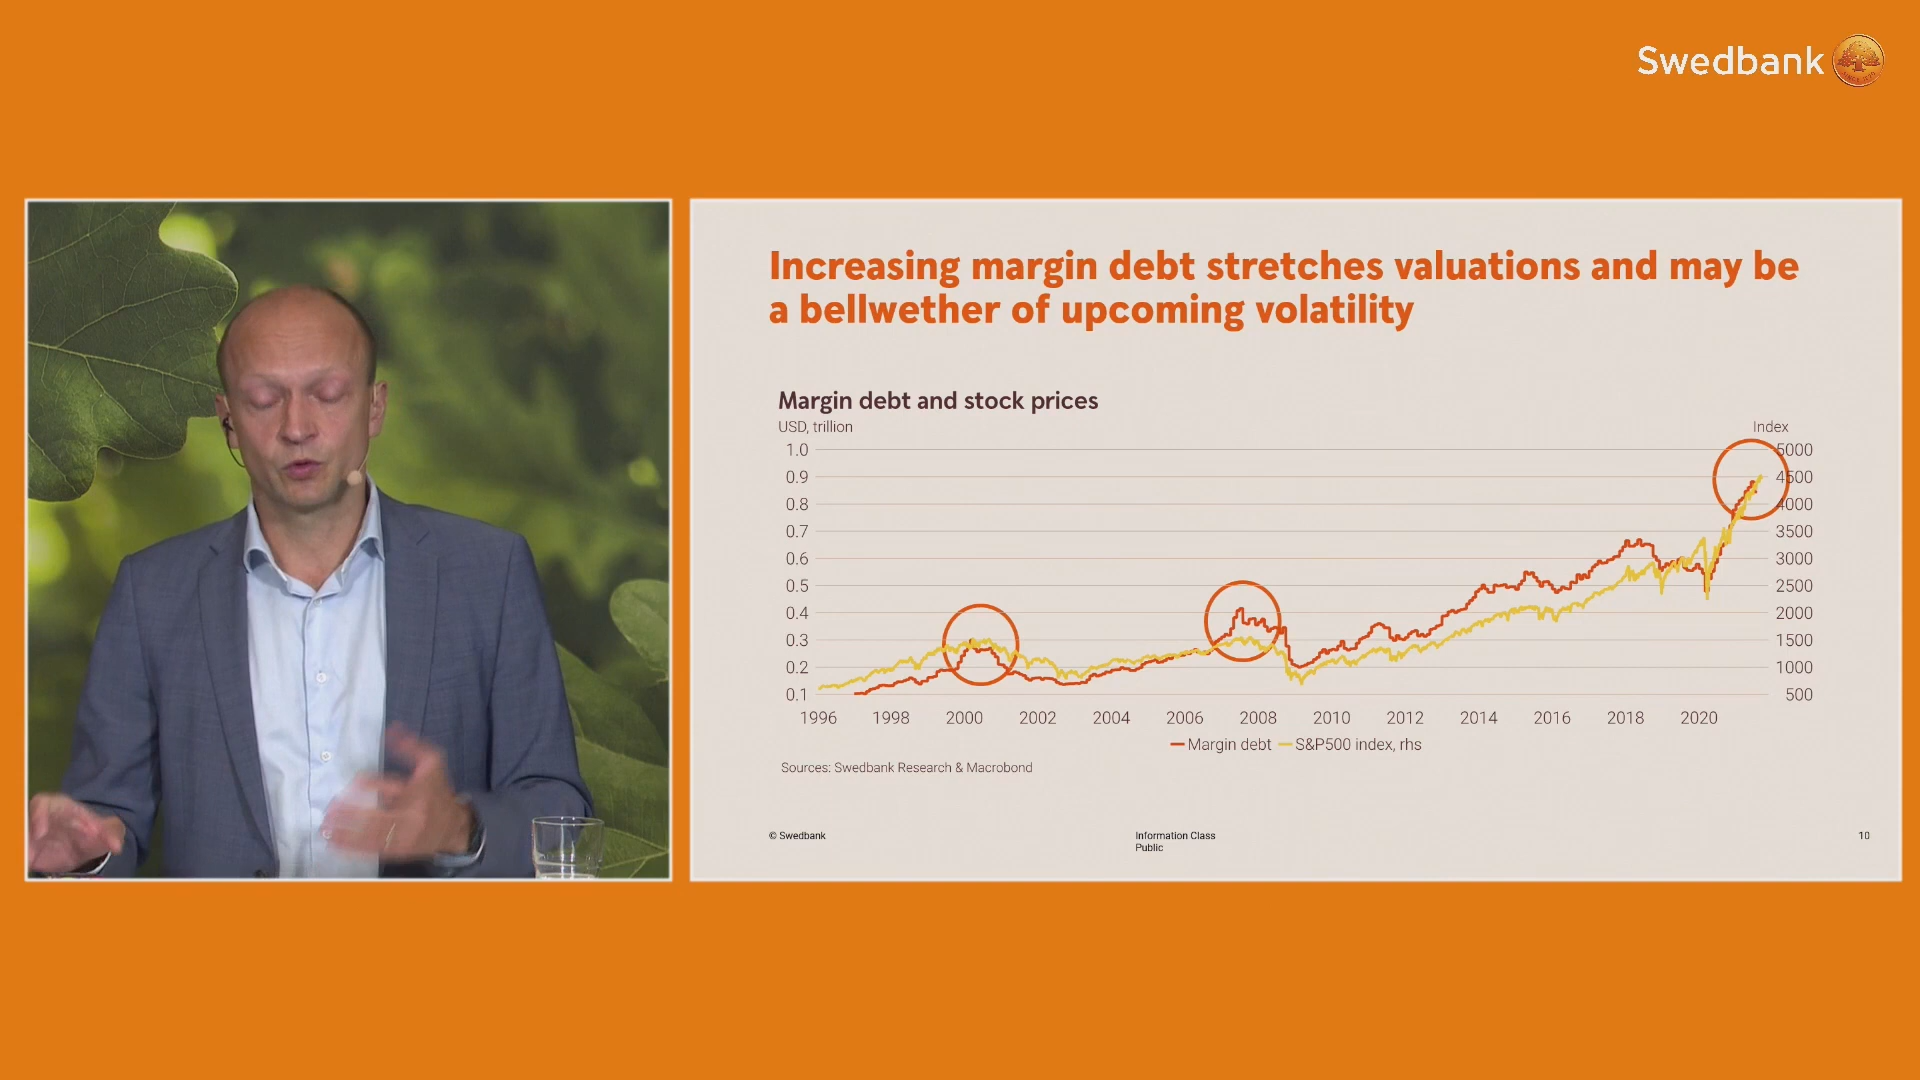 Swedbank
Increasing margin debt stretches valuations and may be
a bellwether of upcoming volatility
Margin debt and stock prices
USD, trillion
Index
1.0
0.9
0.8
0.7
0.6
0.5
0.4
0.3
0.2
0.1
5000
4500
4000
3500
3000
2500
2000
1500
1000
500
1996 1998 2000 2002 2004 2006 2008 2010 2012 2014 2016 2018 2020
Margin debt S&P500 index, rhs
Sources: Swedbank Research & Macrobond
© Swedbank
Information Class
Public
10